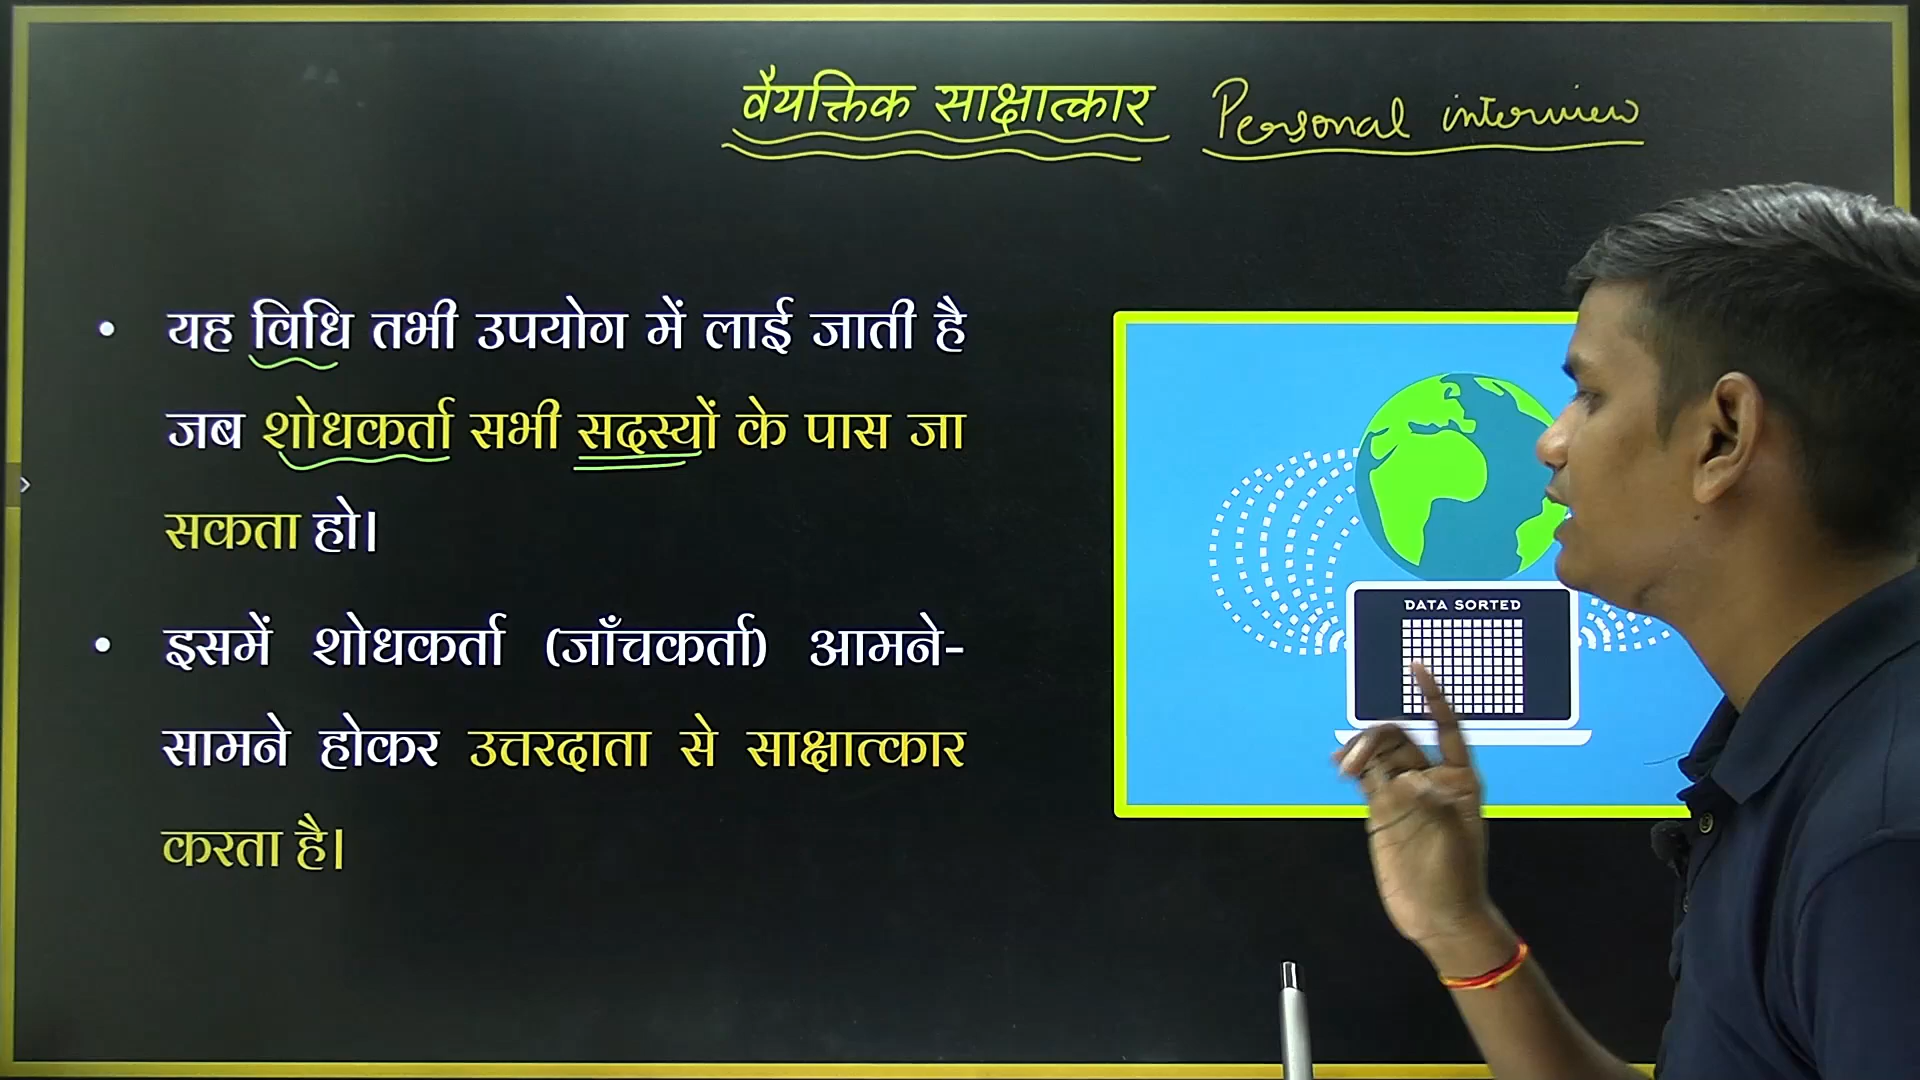 वैयक्तिक साक्षात्कार Personal interview
• यह विधि तभी उपयोग में लाई जाती है
जब शोधकर्ता सभी सदस्यों के पास जा
सकता हो।
• इसमें शोधकर्ता (जाँचकर्ता) आमने-
सामने होकर उत्तरदाता से साक्षात्कार
करता है।
DATA SORTED